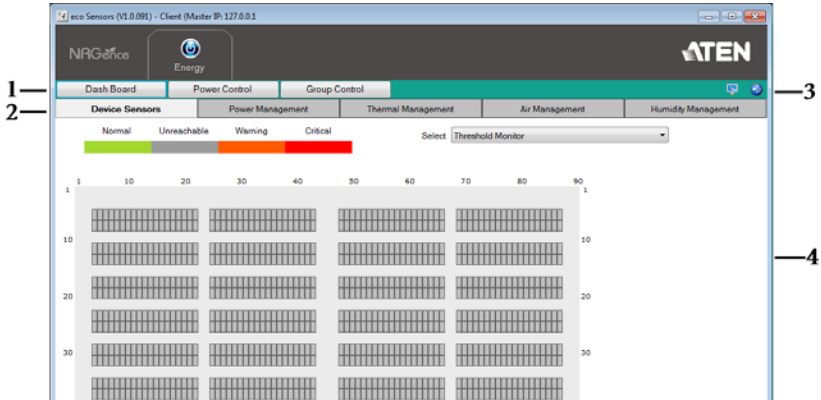 eco Sensors (V1.0.091) - Client (Master IP: 127.0.0.1
NRGence
ATEN
Energy
1
Dash Board Power Control Group Control
3
2
Device Sensors Power Management Thermal Management Air Management Humidity Management
Normal Unreachable Warning Critical
Select Threshold Monitor
1 10 20 30 40 50 60 70 80 90
1 1
10 10
4
20 20
30 30